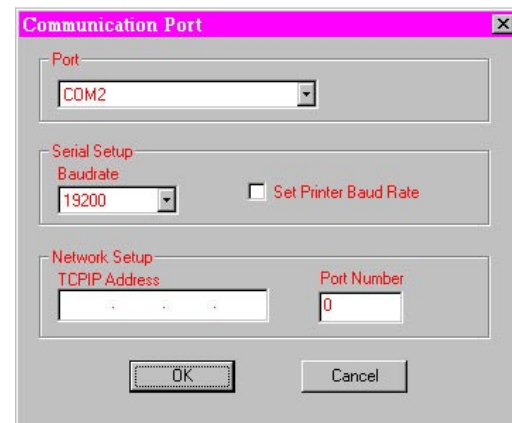 Communication Port
Port
COM2
Serial Setup
Baudrate
19200
Set Printer Baud Rate
Network Setup
TCPIP Address
Port Number
. . .
0
OK
Cancel